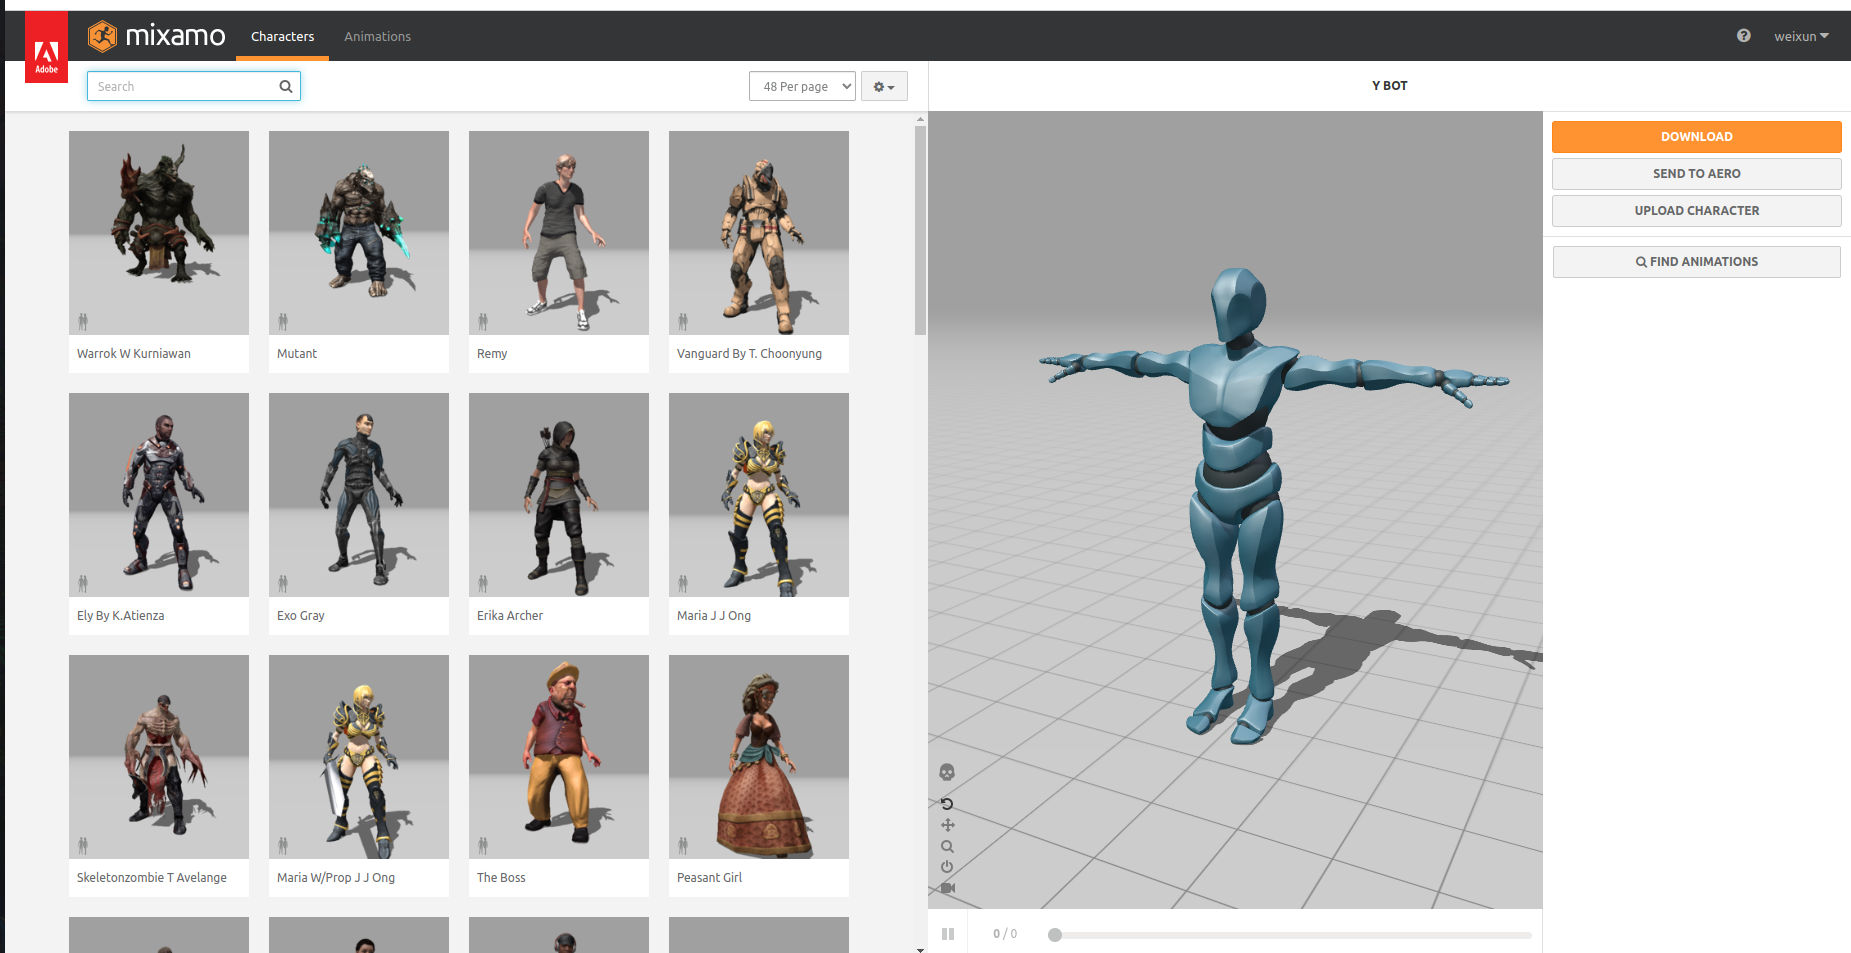 Adobe
mixamo
Characters
Animations
weixun
Search
48 Per page
Y BOT
DOWNLOAD
SEND TO AERO
UPLOAD CHARACTER
FIND ANIMATIONS
Warrok W Kurniawan
Mutant
Remy
Vanguard By T. Choonyung
Ely By K.Atienza
Exo Gray
Erika Archer
Maria J J Ong
Skeletonzombie T Avelange
Maria W/Prop J J Ong
The Boss
Peasant Girl
0 / 0